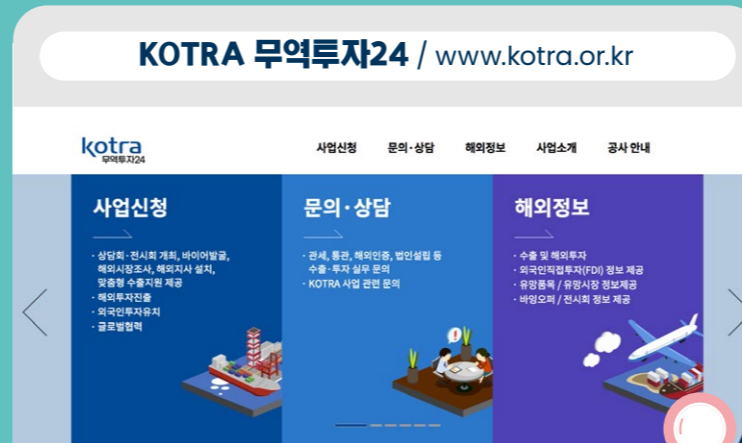 KOTRA 무역투자24 / www.kotra.or.kr
kotra
무역투자24
사업신청 문의·상담 해외정보 사업소개 공사 안내
사업신청
· 상담회·전시회 개최, 바이어발굴,
해외시장조사, 해외지사 설치,
맞춤형 수출지원 제공
· 해외투자진출
· 외국인투자유치
· 글로벌협력
문의·상담
· 관세, 통관, 해외인증, 법인설립 등
수출·투자 실무 문의
· KOTRA 사업 관련 문의
해외정보
· 수출 및 해외투자
· 외국인직접투자(FDI) 정보 제공
· 유망품목 / 유망시장 정보제공
· 바잉오퍼 / 전시회 정보 제공